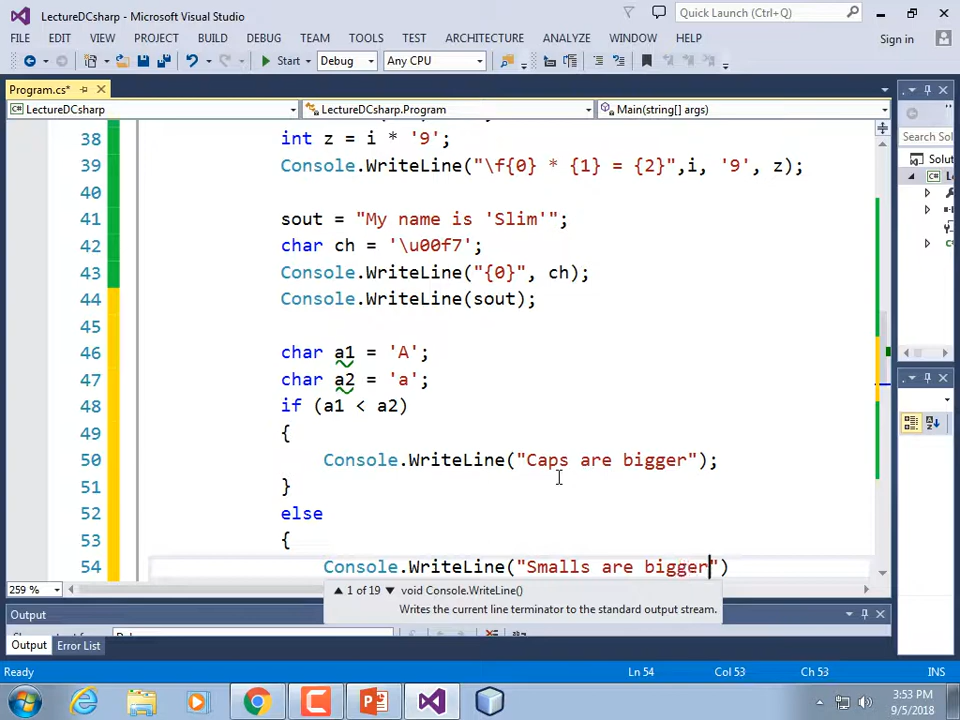 LectureDCsharp - Microsoft Visual Studio
Quick Launch (Ctrl+Q)
FILE EDIT VIEW PROJECT BUILD DEBUG TEAM TOOLS TEST ARCHITECTURE ANALYZE WINDOW HELP Sign in
Start Debug Any CPU
Program.cs*
LectureDCsharp LectureDCsharp.Program Main(string[] args)
Search Solu
Solut
38 int z = i * '9';
39 Console.WriteLine("\f{0} * {1} = {2}",i, '9', z);
40
41 sout = "My name is 'Slim'";
42 char ch = '\u00f7';
43 Console.WriteLine("{0}", ch);
44 Console.WriteLine(sout);
45
46 char a1 = 'A';
47 char a2 = 'a';
48 if (a1 < a2)
49 {
50 Console.WriteLine("Caps are bigger");
51 }
52 else
53 {
54 Console.WriteLine("Smalls are bigger")
1 of 19 void Console.WriteLine()
Writes the current line terminator to the standard output stream.
259 %
Output
Output Error List
Ready Ln 54 Col 53 Ch 53 INS
3:53 PM
9/5/2018